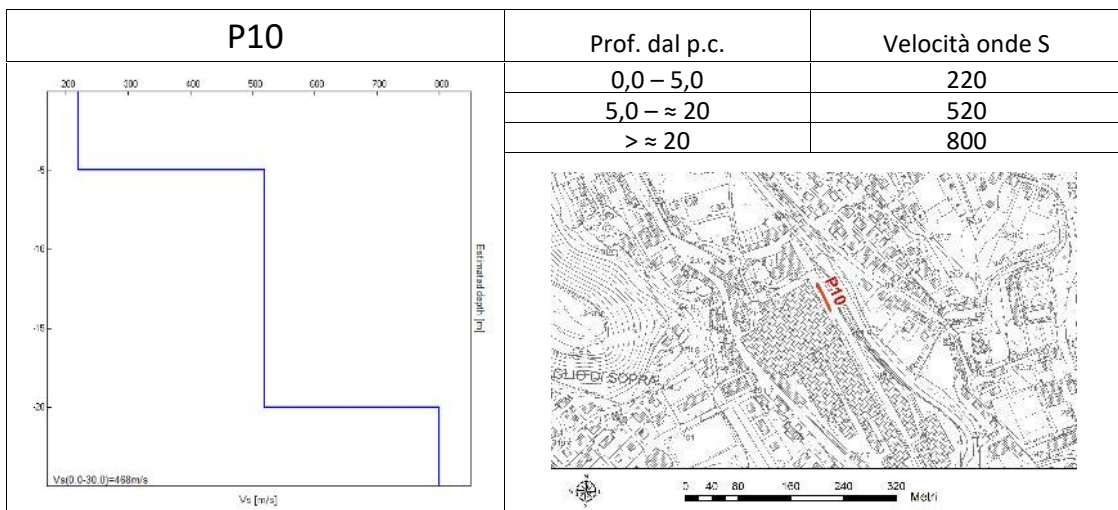 P10
Prof. dal p.c.
Velocità onde S
0,0 – 5,0
220
5,0 – ≈ 20
520
> ≈ 20
800
200 300 400 500 600 700 800
-5
-10
-15
-20
Estimated depth [m]
Vs(0.0-30.0)=468m/s
Vs [m/s]
P10
GLIO DI SOPRA
0 40 80 160 240 320
Metri